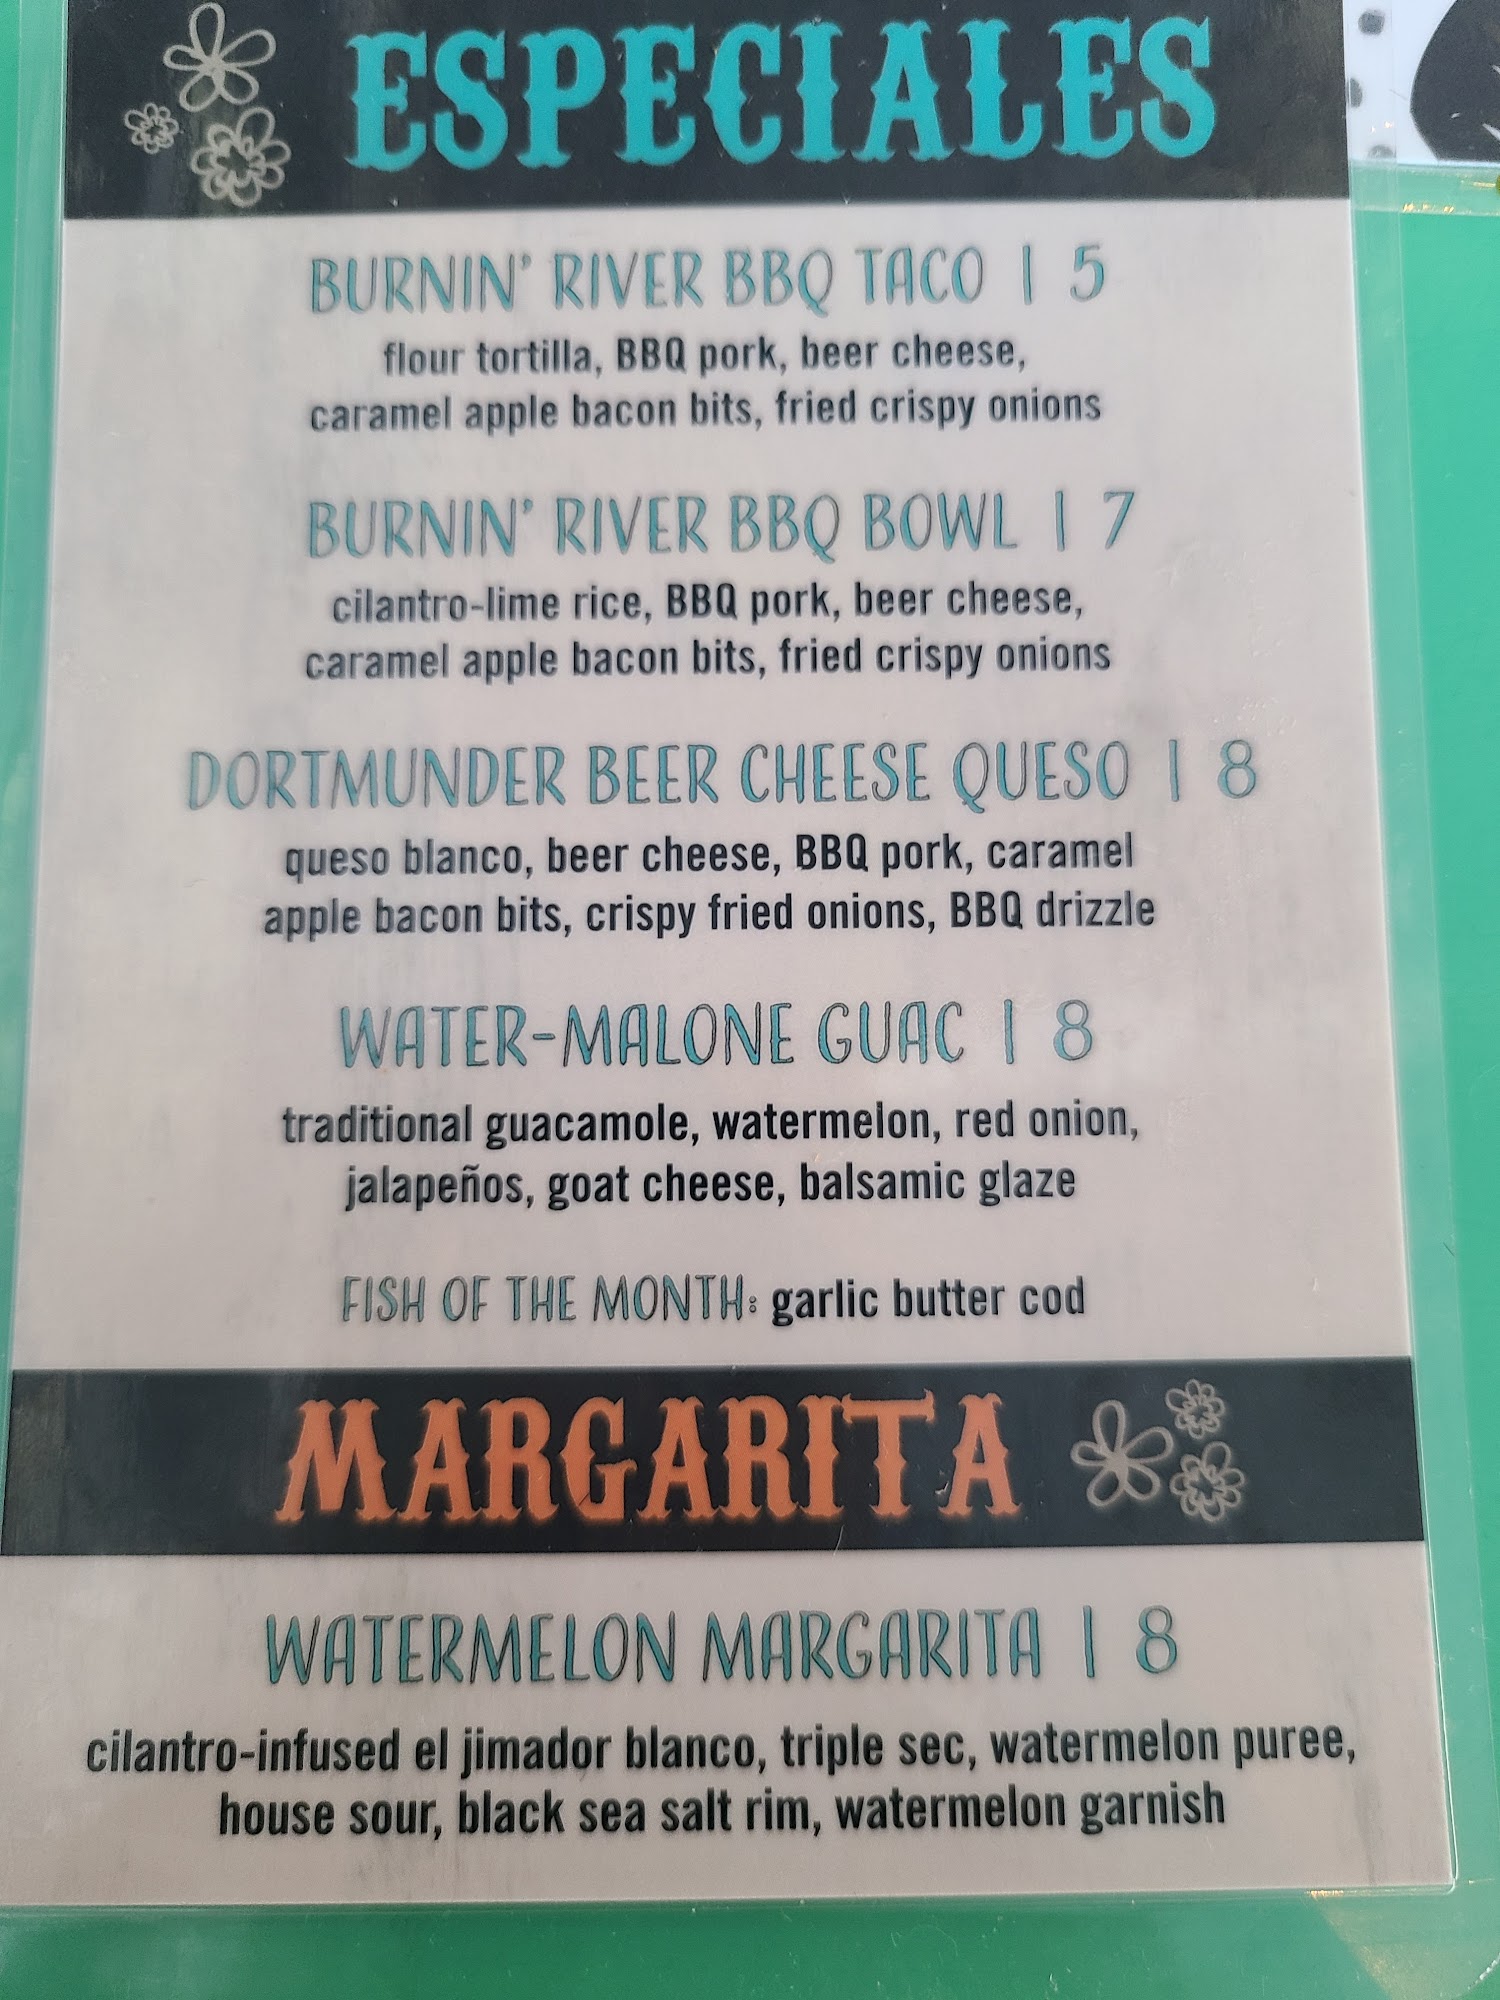 ESPECIALES
BURNIN' RIVER BBQ TACO | 5
flour tortilla, BBQ pork, beer cheese,
caramel apple bacon bits, fried crispy onions
BURNIN' RIVER BBQ BOWL | 7
cilantro-lime rice, BBQ pork, beer cheese,
caramel apple bacon bits, fried crispy onions
DORTMUNDER BEER CHEESE QUESO | 8
queso blanco, beer cheese, BBQ pork, caramel
apple bacon bits, crispy fried onions, BBQ drizzle
WATER-MALONE GUAC | 8
traditional guacamole, watermelon, red onion,
jalapeños, goat cheese, balsamic glaze
FISH OF THE MONTH: garlic butter cod
MARGARITA
WATERMELON MARGARITA | 8
cilantro-infused el jimador blanco, triple sec, watermelon puree,
house sour, black sea salt rim, watermelon garnish